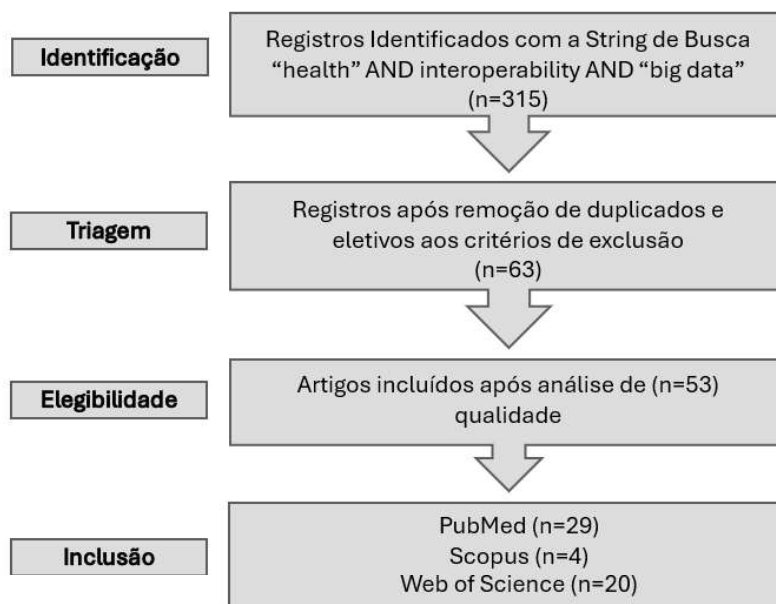 Identificação
Registros Identificados com a String de Busca
“health” AND interoperability AND “big data”
(n=315)
Triagem
Registros após remoção de duplicados e
eletivos aos critérios de exclusão
(n=63)
Elegibilidade
Artigos incluídos após análise de (n=53)
qualidade
Inclusão
PubMed (n=29)
Scopus (n=4)
Web of Science (n=20)